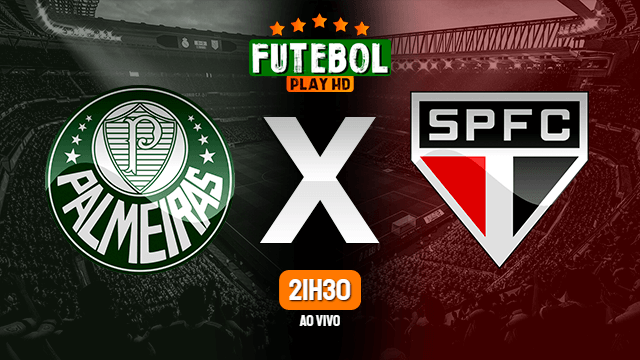 FUTEBOL
PLAY HD
P
PALMEIRAS
X
SPFC
21H30
AO VIVO